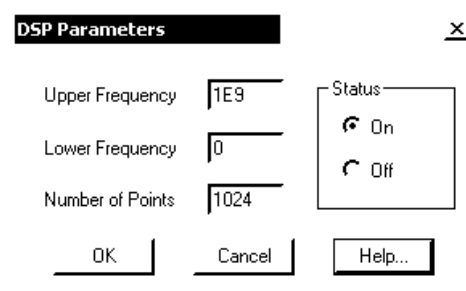 DSP Parameters
Upper Frequency 1E9
Lower Frequency 0
Number of Points 1024
Status
On
Off
OK Cancel Help...